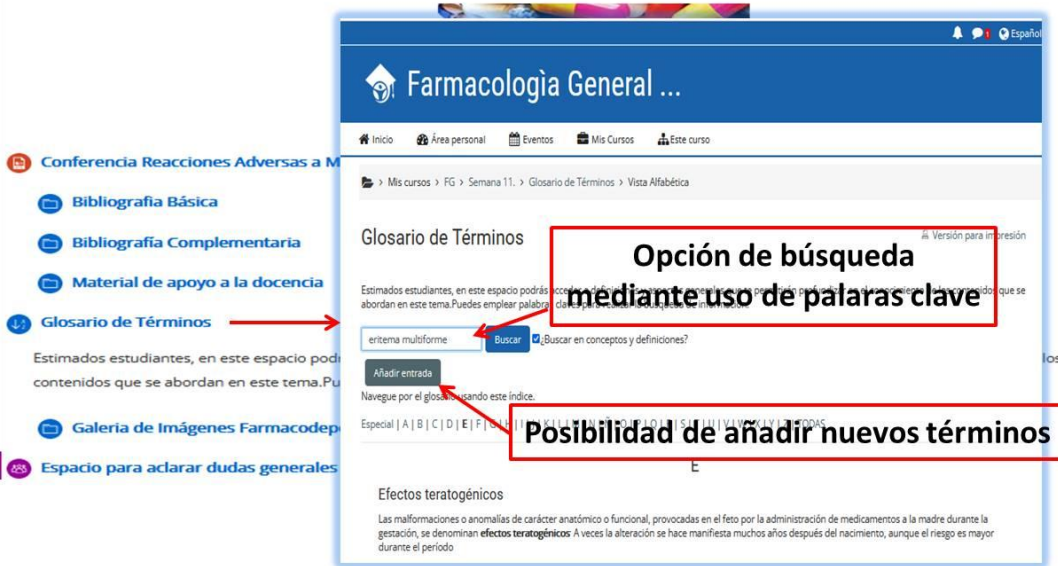 Español
Farmacologìa General ...
Inicio Área personal Eventos Mis Cursos Este curso
> Mis cursos > FG > Semana 11. > Glosario de Términos > Vista Alfabética
Glosario de Términos
Versión para impresión
Opción de búsqueda
mediante uso de palaras clave
Estimados estudiantes, en este espacio podrás
abordan en este tema.Puedes emplear palabras
eritema multiforme Buscar ¿Buscar en conceptos y definiciones?
Añadir entrada
Navegue por el glosario usando este índice.
Especial | A | B | C | D | E | F | G
TODAS
Posibilidad de añadir nuevos términos
E
Efectos teratogénicos
Las malformaciones o anomalías de carácter anatómico o funcional, provocadas en el feto por la administración de medicamentos a la madre durante la
gestación, se denominan efectos teratogénicos A veces la alteración se hace manifiesta muchos años después del nacimiento, aunque el riesgo es mayor
durante el período
Conferencia Reacciones Adversas a M
Bibliografia Básica
Bibliografía Complementaria
Material de apoyo a la docencia
Glosario de Términos
Estimados estudiantes, en este espacio pod
contenidos que se abordan en este tema.Pu
Galeria de Imágenes Farmacodep
Espacio para aclarar dudas generales